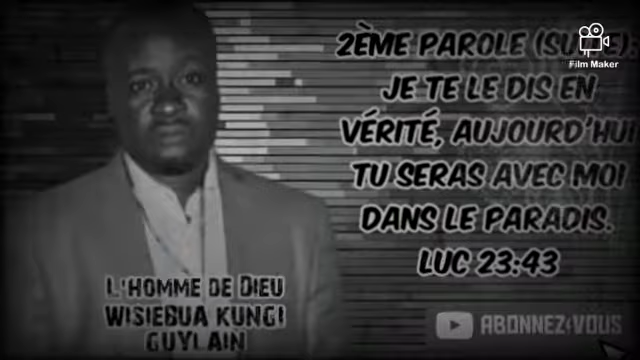 2ÈME PAROLE (SUITE):
JE TE LE DIS EN
VÉRITÉ, AUJOURD'HUI
TU SERAS AVEC MOI
DANS LE PARADIS.
LUC 23:43
Film Maker
L'HOMME DE DIEU
WISIEBUA KUNGI
GUYLAIN
ABONNEZ-VOUS